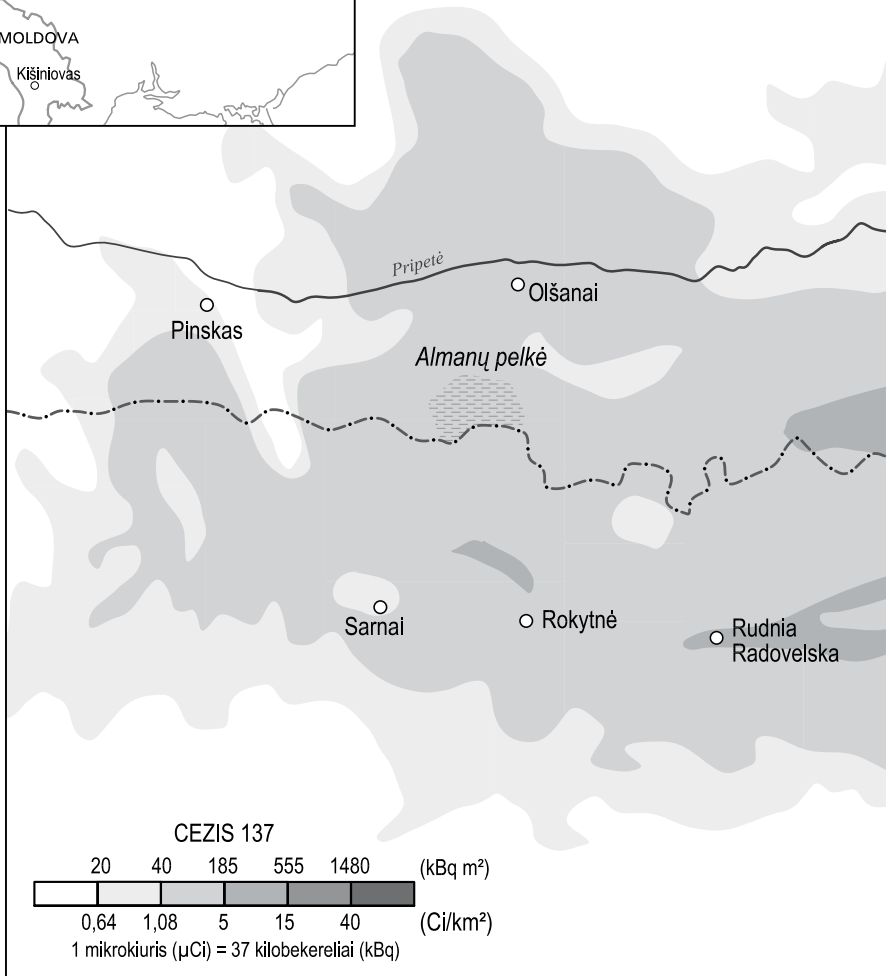 MOLDOVA
Kišiniovas
Pripetė
Olšanai
Pinskas
Almanų pelkė
Sarnai
Rokytnė
Rudnia
Radovelska
CEZIS 137
20 40 185 555 1480 (kBq m²)
0,64 1,08 5 15 40 (Ci/km²)
1 mikrokiuris (µCi) = 37 kilobekereliai (kBq)